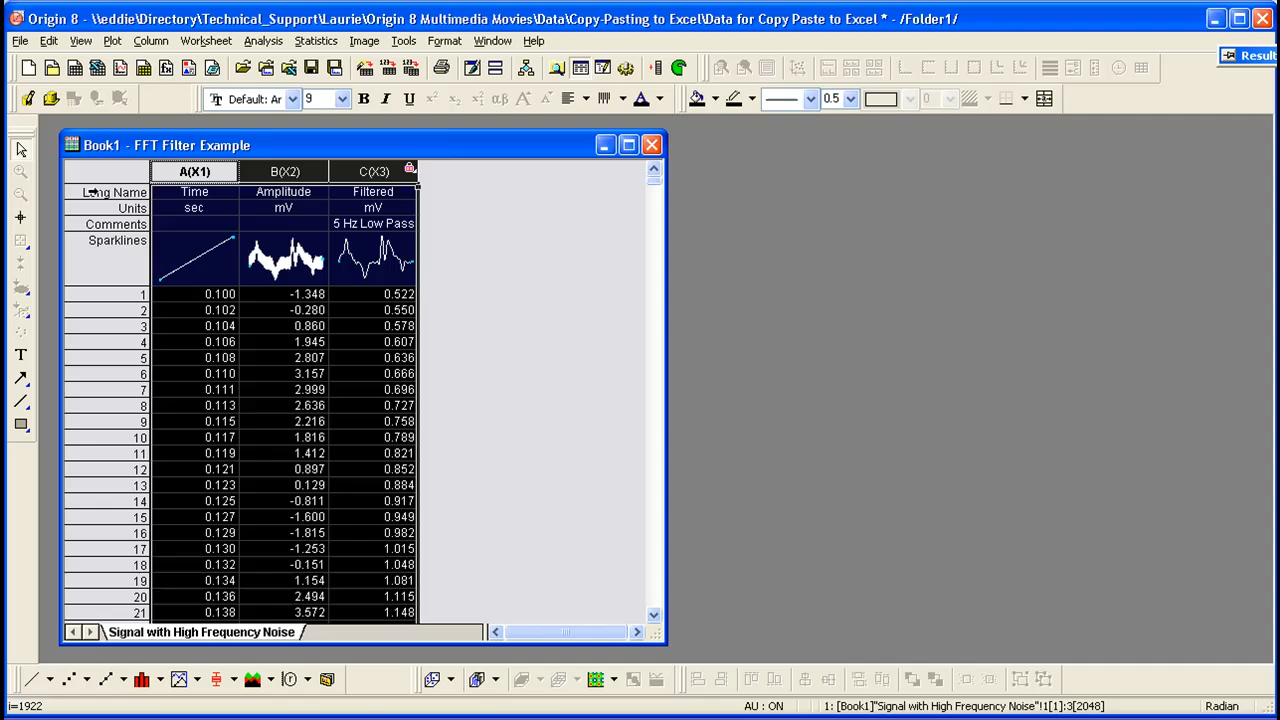 Origin 8 - \\eddie\Directory\Technical_Support\Laurie\Origin 8 Multimedia Movies\Data\Copy-Pasting to Excel\Data for Copy Paste to Excel * - /Folder1/
File Edit View Plot Column Worksheet Analysis Statistics Image Tools Format Window Help
Result
Default: Ar 9 B I U 0.5 0
Book1 - FFT Filter Example
A(X1) B(X2) C(X3)
Long Name Time Amplitude Filtered
Units sec mV mV
Comments 5 Hz Low Pass
Sparklines
1 0.100 -1.348 0.522
2 0.102 -0.280 0.550
3 0.104 0.860 0.578
4 0.106 1.945 0.607
5 0.108 2.807 0.636
6 0.110 3.157 0.666
7 0.111 2.999 0.696
8 0.113 2.636 0.727
9 0.115 2.216 0.758
10 0.117 1.816 0.789
11 0.119 1.412 0.821
12 0.121 0.897 0.852
13 0.123 0.129 0.884
14 0.125 -0.811 0.917
15 0.127 -1.600 0.949
16 0.129 -1.815 0.982
17 0.130 -1.253 1.015
18 0.132 -0.151 1.048
19 0.134 1.154 1.081
20 0.136 2.494 1.115
21 0.138 3.572 1.148
Signal with High Frequency Noise
i=1922 AU : ON 1: [Book1]"Signal with High Frequency Noise"!1[1]:3[2048] Radian